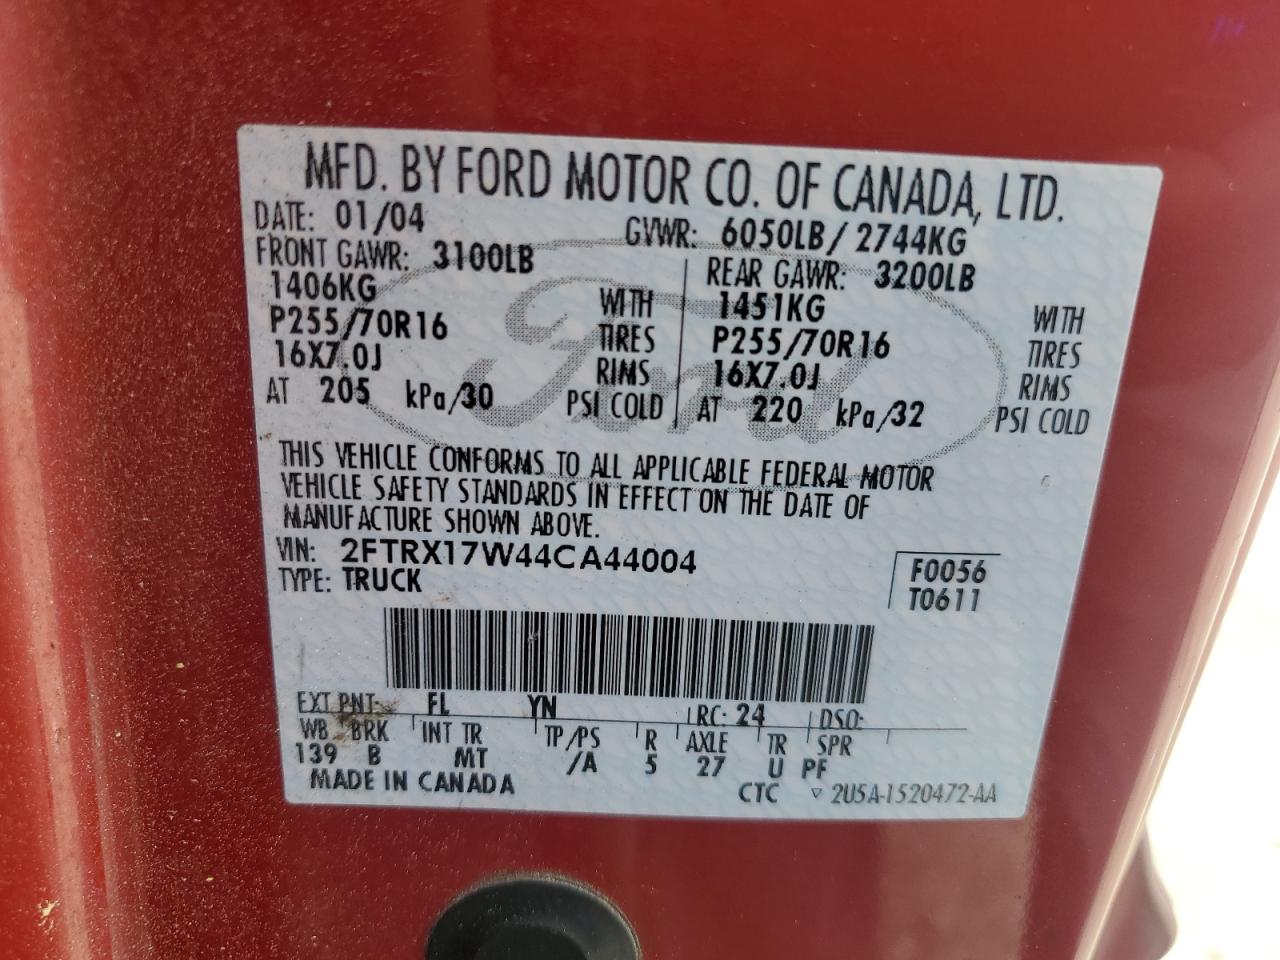 MFD. BY FORD MOTOR CO. OF CANADA, LTD.
DATE: 01/04 GVWR: 6050LB/2744KG
FRONT GAWR: 3100LB REAR GAWR: 3200LB
1406KG WITH 1451KG WITH
P255/70R16 TIRES P255/70R16 TIRES
16X7.0J RIMS 16X7.0J RIMS
AT 205 kPa/30 PSI COLD AT 220 kPa/32 PSI COLD
Ford
THIS VEHICLE CONFORMS TO ALL APPLICABLE FEDERAL MOTOR
VEHICLE SAFETY STANDARDS IN EFFECT ON THE DATE OF
MANUFACTURE SHOWN ABOVE.
VIN: 2FTRX17W44CA44004 F0056
TYPE: TRUCK T0611
EXT PNT: FL YN RC: 24 DSO:
WB BRK INT TR TP/PS R AXLE TR SPR
139 B MT /A 5 27 U PF
MADE IN CANADA CTC ▽ 2U5A-1520472-AA